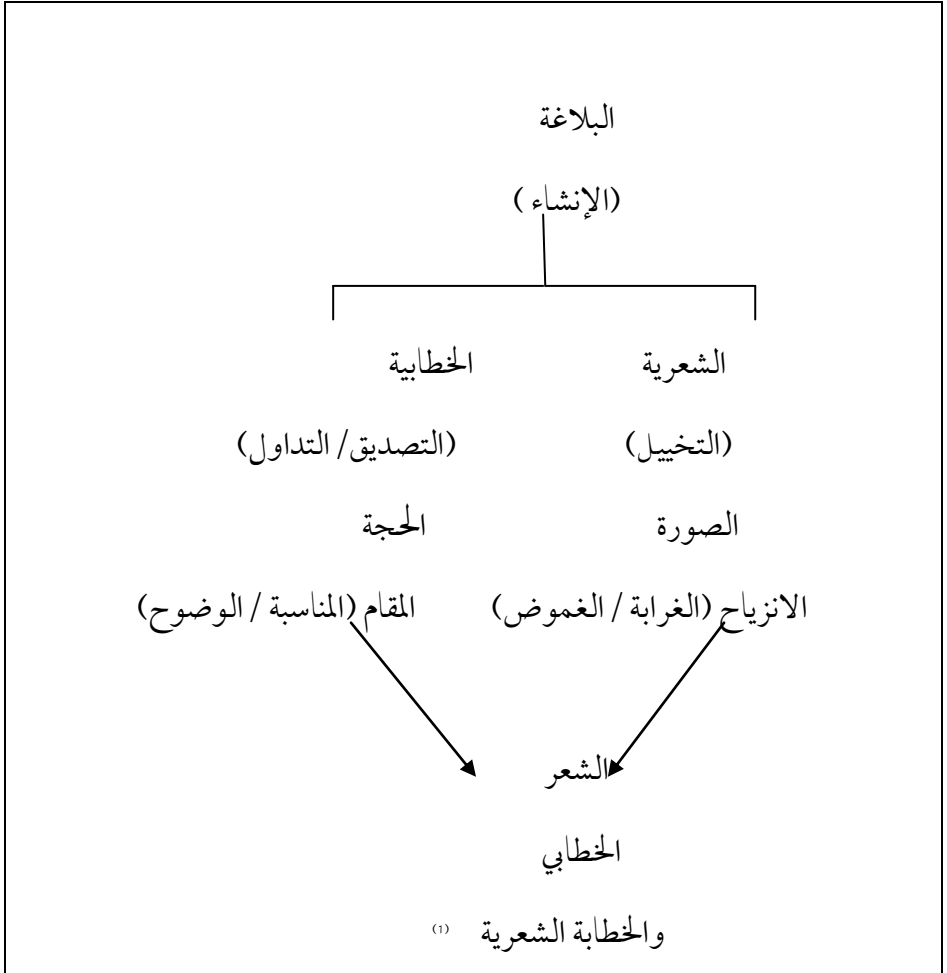 البلاغة
(الإنشاء )
الشعرية الخطابية
(التخييل) (التصديق/ التداول)
الصورة الحجة
الانزياح (الغرابة / الغموض) المقام (المناسبة / الوضوح)
الشعر
الخطابي
والخطابة الشعرية (1)